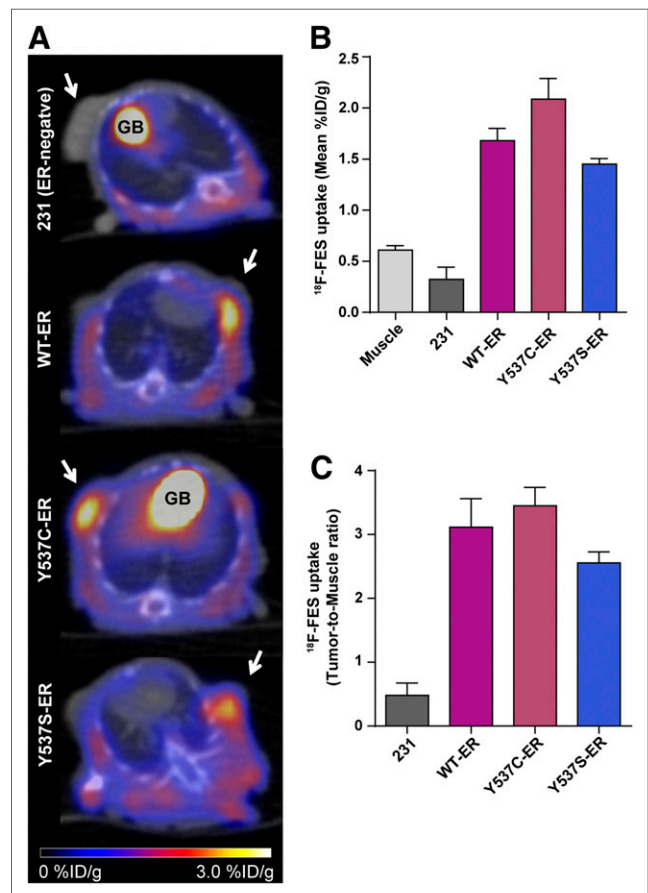 A
231 (ER-negatve)
GB
WT-ER
Y537C-ER
GB
Y537S-ER
0 %ID/g
3.0 %ID/g
B
¹⁸F-FES uptake (Mean %ID/g)
2.5
2.0
1.5
1.0
0.5
0.0
Muscle
231
WT-ER
Y537C-ER
Y537S-ER
C
¹⁸F-FES uptake
(Tumor-to-Muscle ratio)
4
3
2
1
0
231
WT-ER
Y537C-ER
Y537S-ER